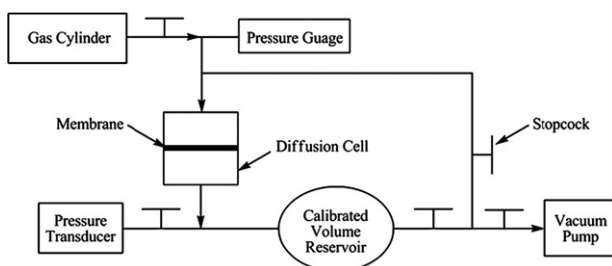 Gas Cylinder
Pressure Guage
Membrane
Stopcock
Diffusion Cell
Pressure
Transducer
Calibrated
Volume
Reservoir
Vacuum
Pump